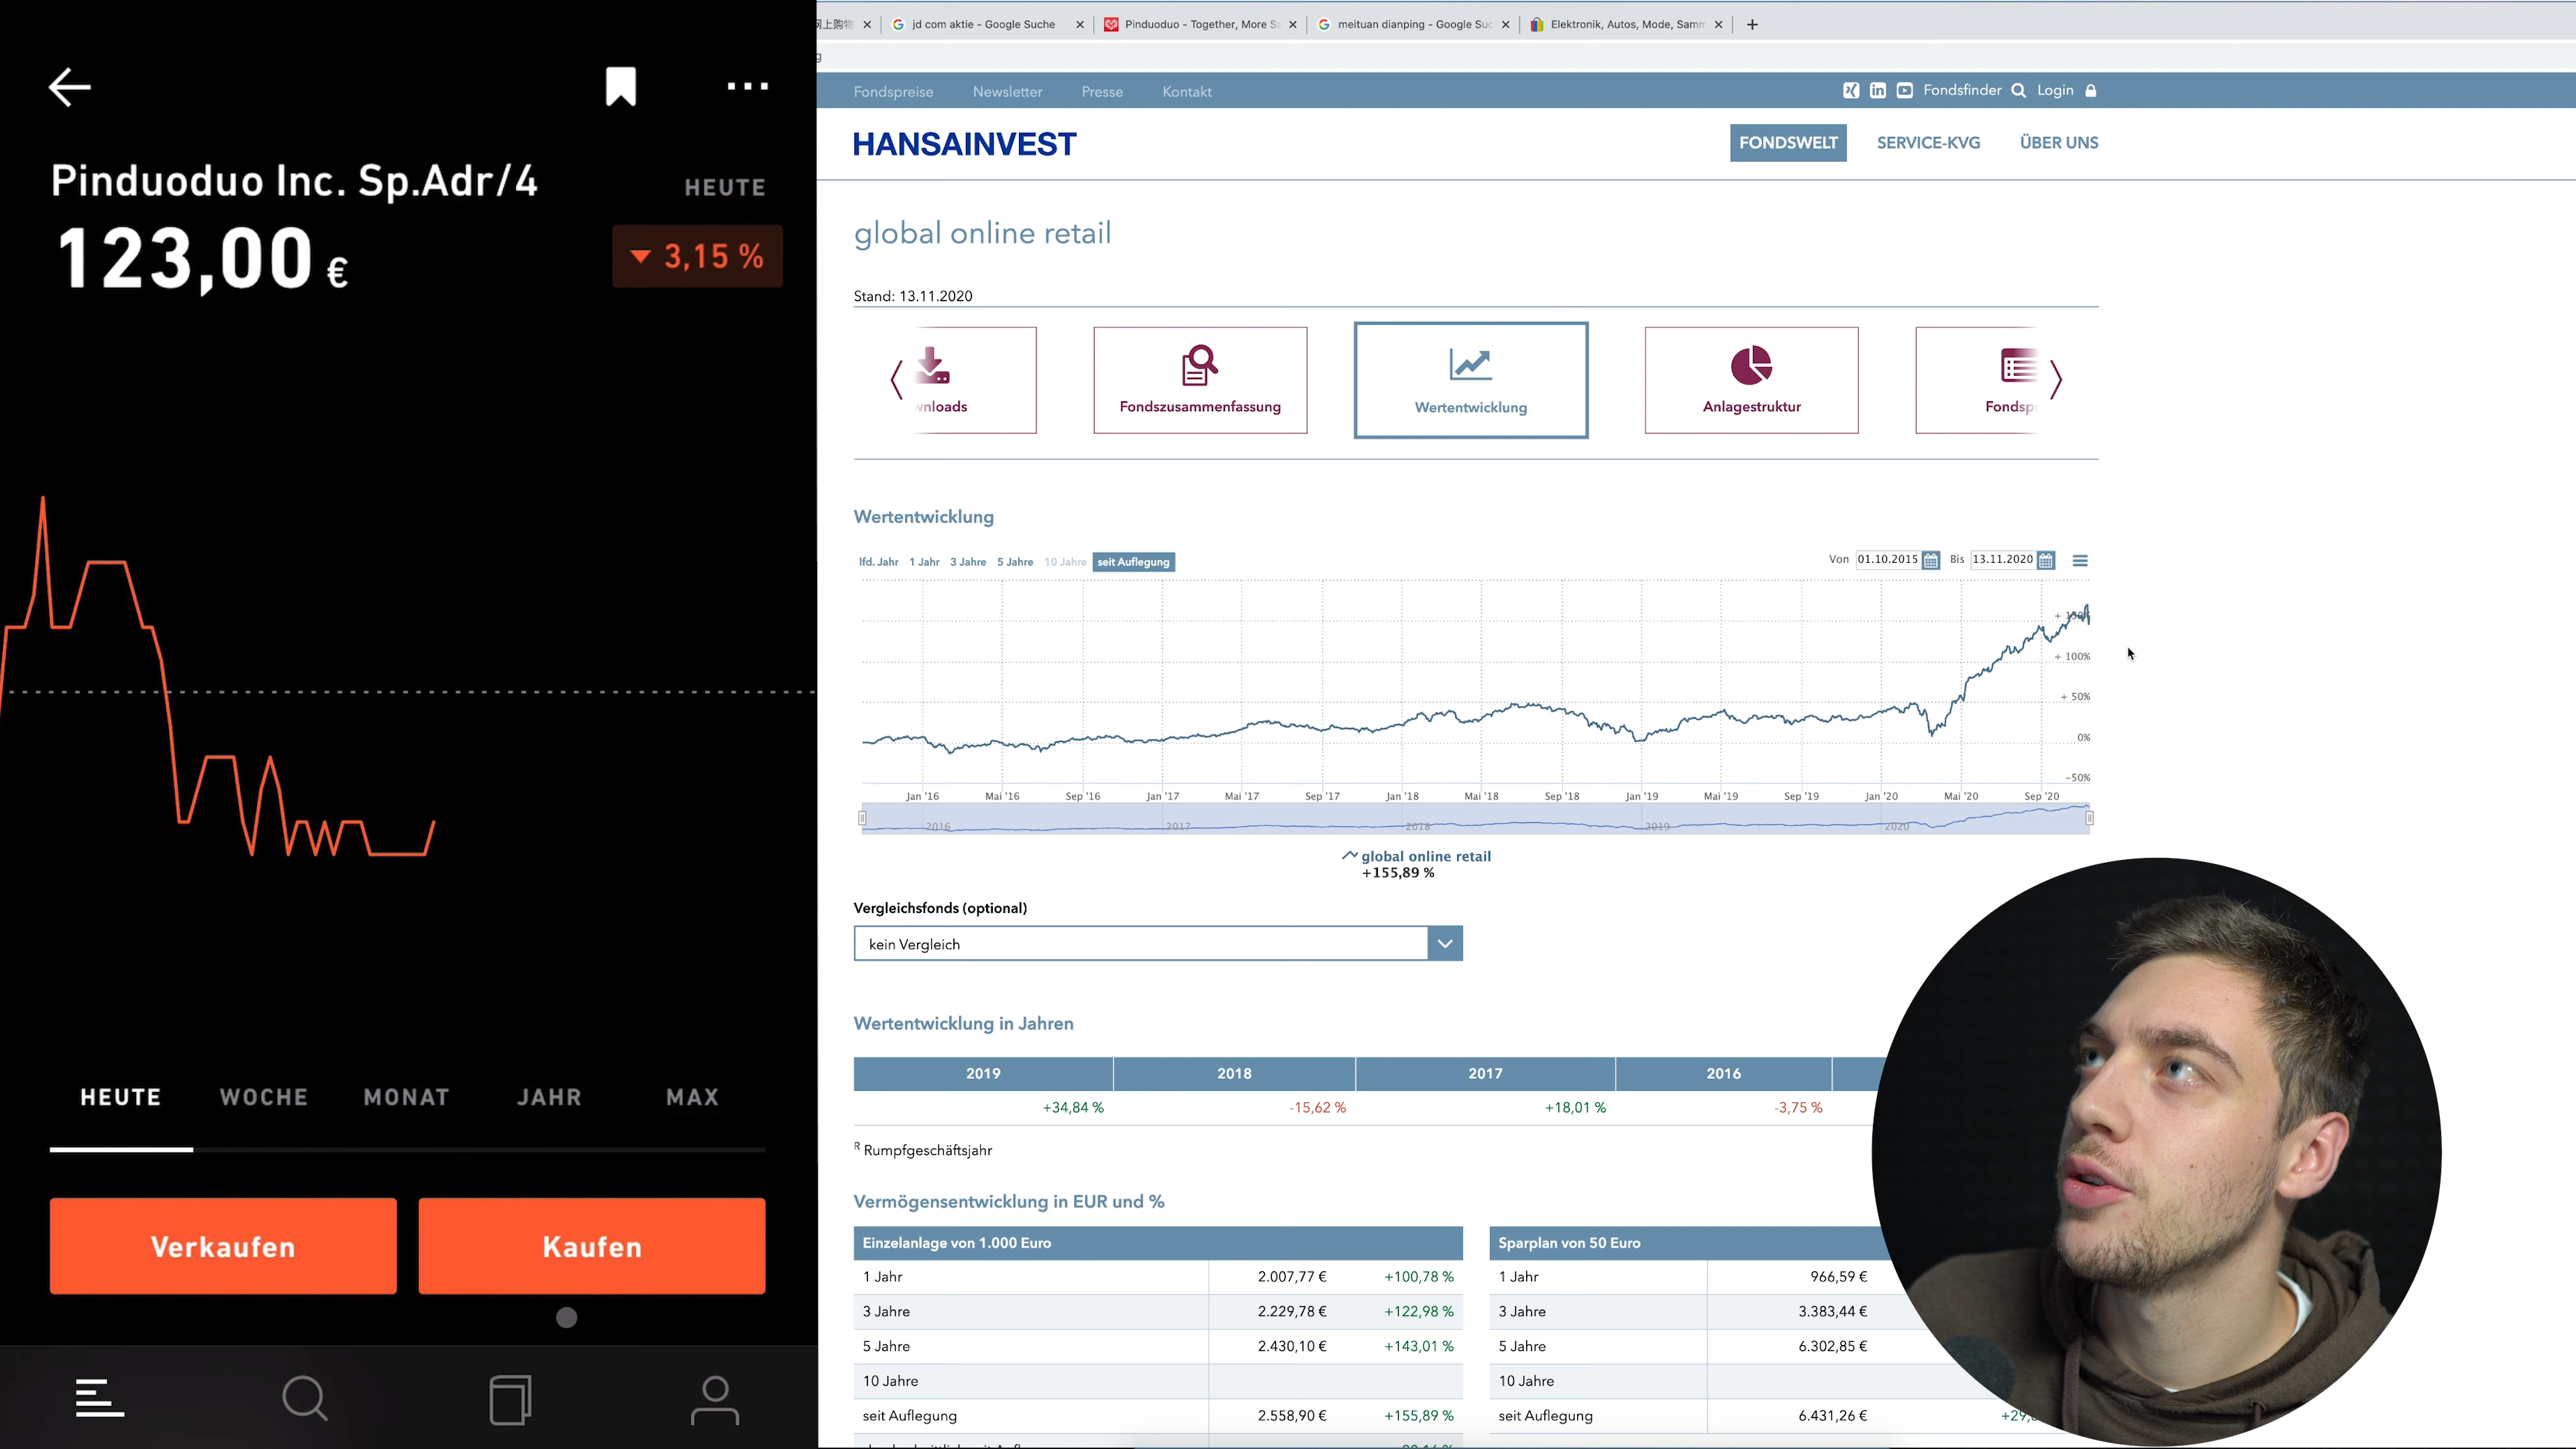 Pinduoduo Inc. Sp.Adr/4
HEUTE
123,00 €
3,15 %
HEUTE WOCHE MONAT JAHR MAX
Verkaufen Kaufen
jd com aktie - Google Suche
Pinduoduo - Together, More
meituan dianping - Google
Elektronik, Autos, Mode,
Fondspreise Newsletter Presse Kontakt
Fondsfinder Login
HANSAINVEST
FONDSWELT SERVICE-KVG ÜBER UNS
global online retail
Stand: 13.11.2020
Fondszusammenfassung
Wertentwicklung
Anlagestruktur
Wertentwicklung
lfd. Jahr 1 Jahr 3 Jahre 5 Jahre 10 Jahre seit Auflegung
Von 01.10.2015 Bis 13.11.2020
+ 100%
+ 50%
0%
-50%
Jan '16 Mai '16 Sep '16 Jan '17 Mai '17 Sep '17 Jan '18 Mai '18 Sep '18 Jan '19 Mai '19 Sep '19 Jan '20 Mai '20 Sep '20
2016 2017 2018 2019 2020
global online retail
+155,89 %
Vergleichsfonds (optional)
kein Vergleich
Wertentwicklung in Jahren
2019 2018 2017 2016
+34,84 % -15,62 % +18,01 % -3,75 %
R Rumpfgeschäftsjahr
Vermögensentwicklung in EUR und %
Einzelanlage von 1.000 Euro
1 Jahr 2.007,77 € +100,78 %
3 Jahre 2.229,78 € +122,98 %
5 Jahre 2.430,10 € +143,01 %
10 Jahre
seit Auflegung 2.558,90 € +155,89 %
Sparplan von 50 Euro
1 Jahr 966,59 €
3 Jahre 3.383,44 €
5 Jahre 6.302,85 €
10 Jahre
seit Auflegung 6.431,26 €